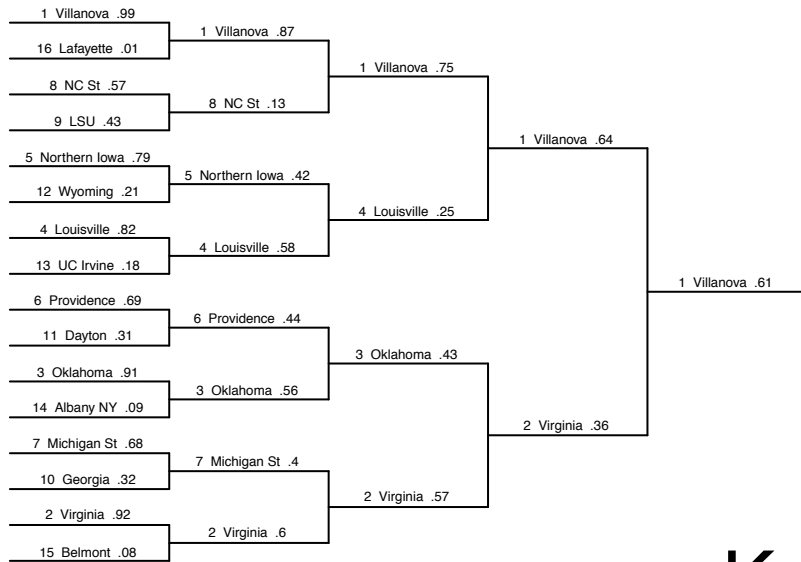 1 Villanova .99
16 Lafayette .01
8 NC St .57
9 LSU .43
5 Northern Iowa .79
12 Wyoming .21
4 Louisville .82
13 UC Irvine .18
6 Providence .69
11 Dayton .31
3 Oklahoma .91
14 Albany NY .09
7 Michigan St .68
10 Georgia .32
2 Virginia .92
15 Belmont .08
1 Villanova .87
8 NC St .13
5 Northern Iowa .42
4 Louisville .58
6 Providence .44
3 Oklahoma .56
7 Michigan St .4
2 Virginia .6
1 Villanova .75
4 Louisville .25
3 Oklahoma .43
2 Virginia .57
1 Villanova .64
2 Virginia .36
1 Villanova .61